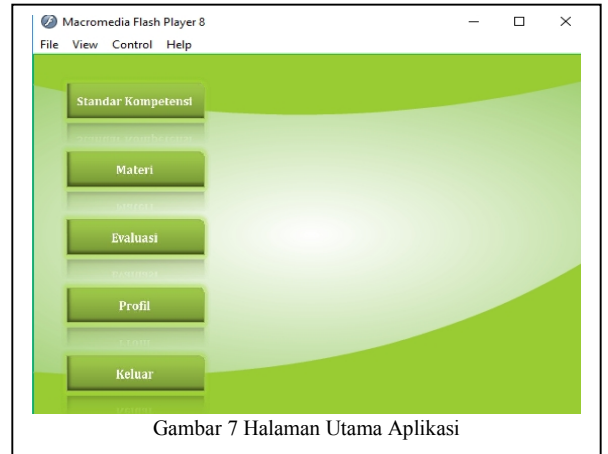 Macromedia Flash Player 8
File View Control Help
Standar Kompetensi
Materi
Evaluasi
Profil
Keluar
Gambar 7 Halaman Utama Aplikasi